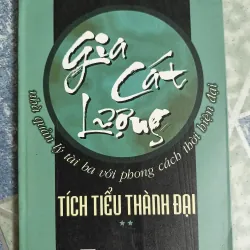 Gia
Cát
Lượng
nhà quản lý tài ba với phong cách thời hiện đại
TÍCH TIỂU THÀNH ĐẠI
**